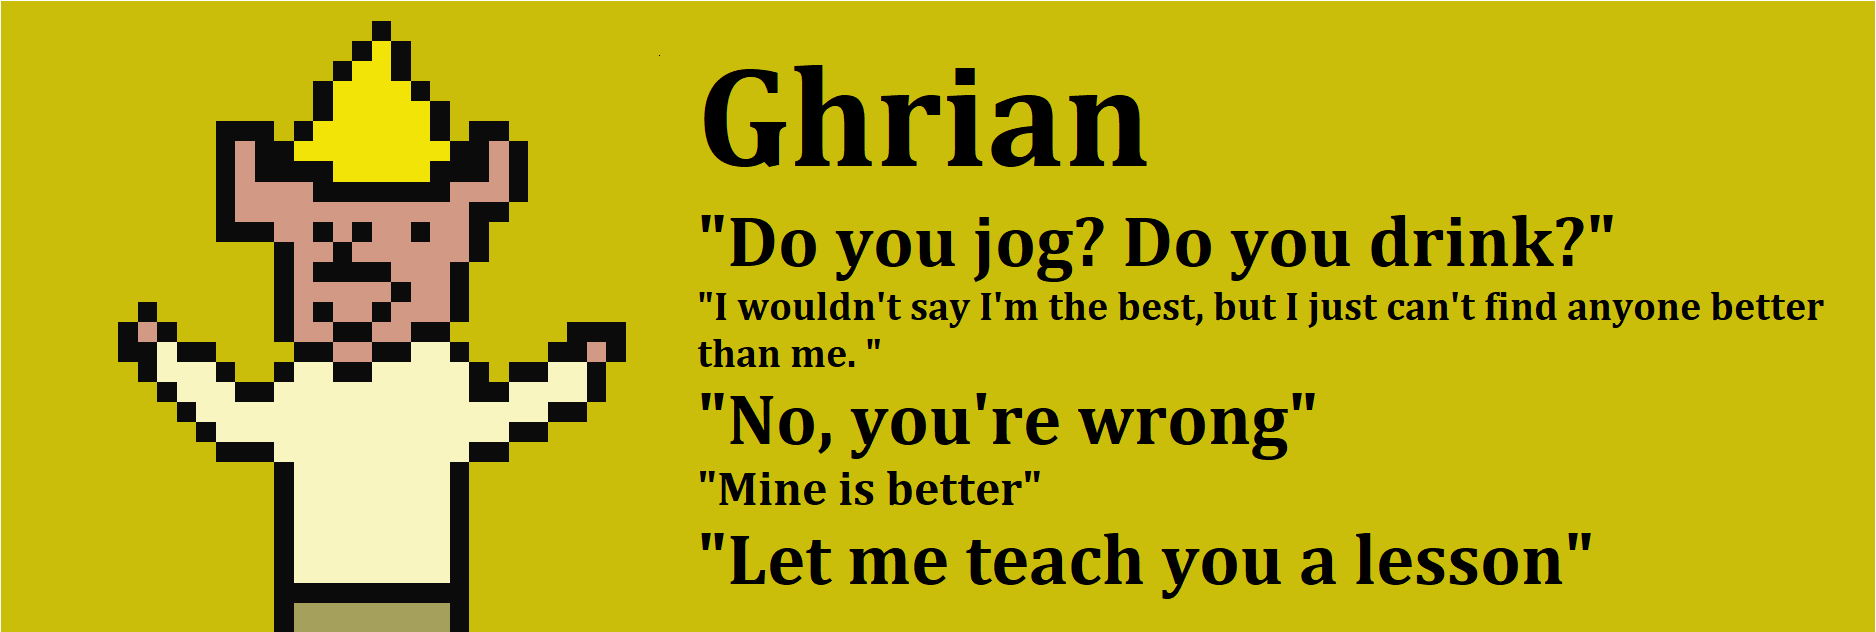 Ghrian
"Do you jog? Do you drink?"
"I wouldn't say I'm the best, but I just can't find anyone better
than me. "
"No, you're wrong"
"Mine is better"
"Let me teach you a lesson"